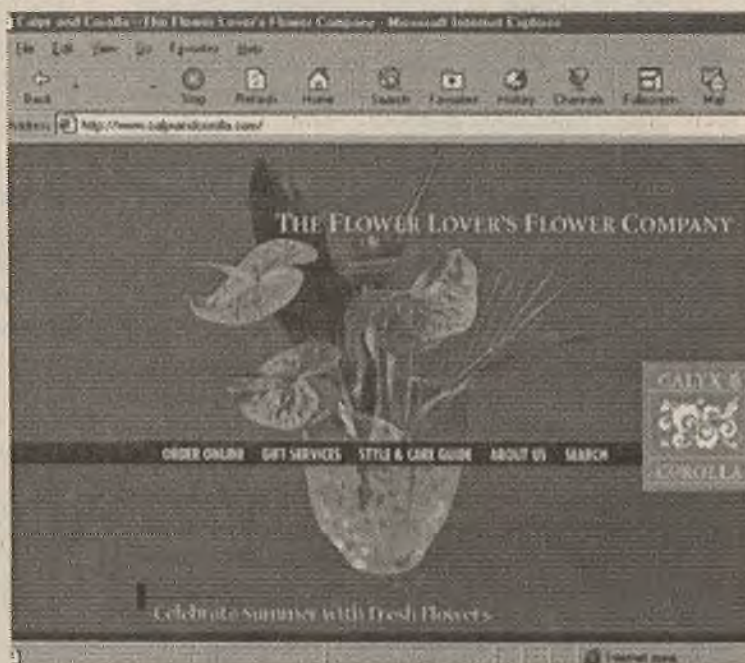 Calyx and Corolla - The Flower Lover's Flower Company - Microsoft Internet Explorer
File Edit View Go Favorites Help
Back Stop Refresh Home Search Favorites History Channels Fullscreen Mail
Address http://www.calyxandcorolla.com/
THE FLOWER LOVER'S FLOWER COMPANY
CALYX &
COROLLA
ORDER ONLINE GIFT SERVICES STYLE & CARE GUIDE ABOUT US SEARCH
Celebrate Summer with Fresh Flowers
Internet zone